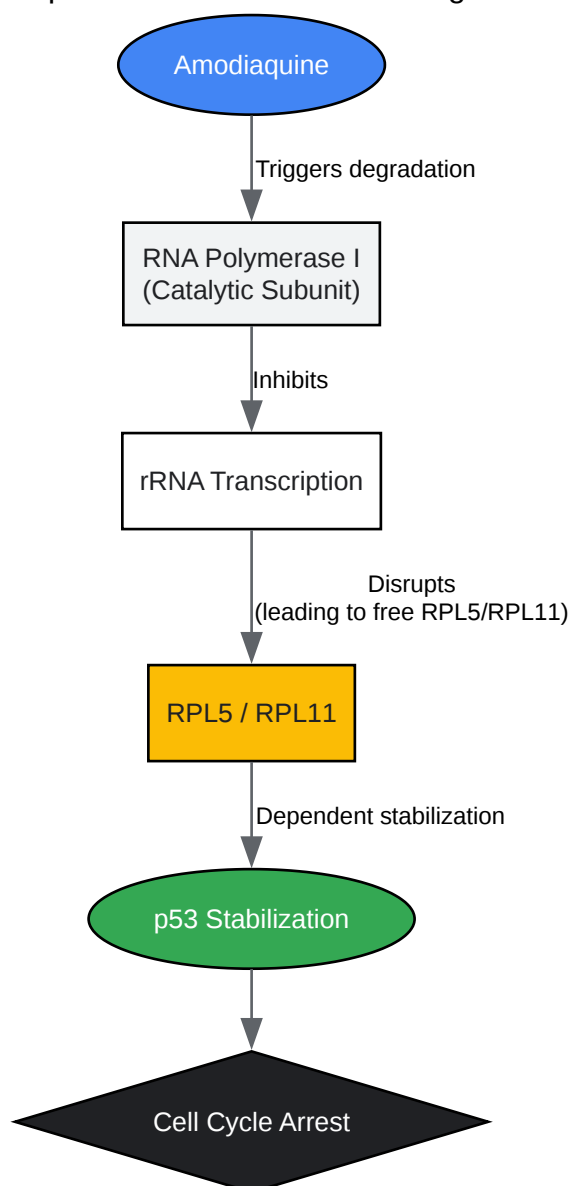 Amodiaquine
Triggers degradation
RNA Polymerase I
(Catalytic Subunit)
Inhibits
rRNA Transcription
Disrupts
(leading to free RPL5/RPL11)
RPL5 / RPL11
Dependent stabilization
p53 Stabilization
Cell Cycle Arrest